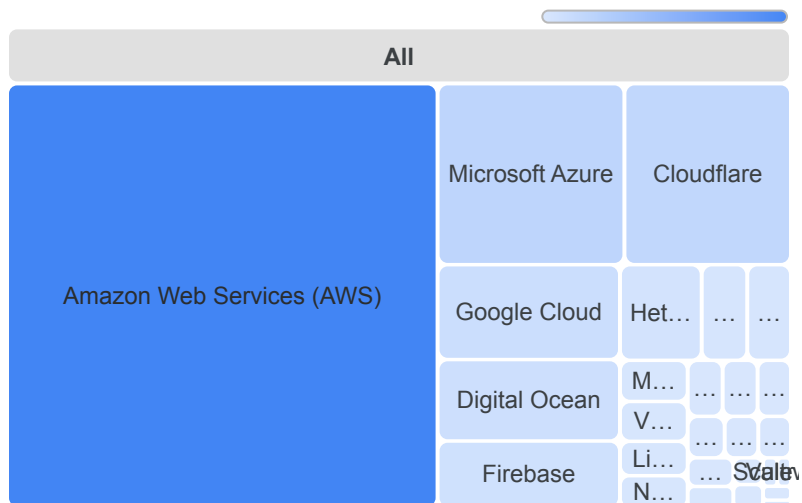 All
Amazon Web Services (AWS)
Microsoft Azure
Cloudflare
Google Cloud
Het…
…
…
Digital Ocean
M…
…
…
…
V…
…
…
…
Firebase
Li…
…
N…